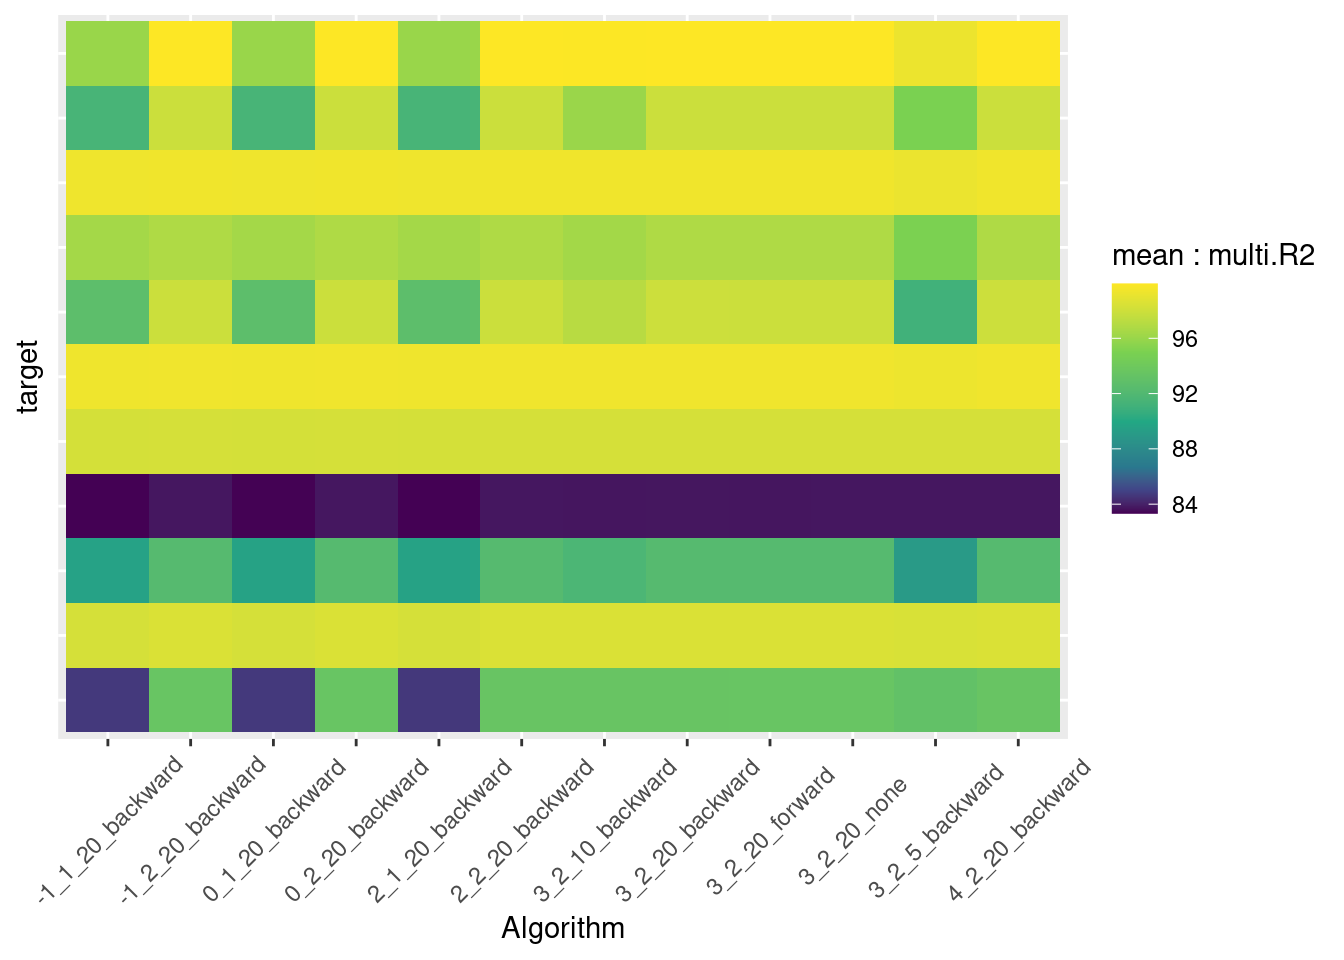 mean : multi.R2
96
92
88
84
target
-1_1_20_backward
-1_2_20_backward
0_1_20_backward
0_2_20_backward
2_1_20_backward
2_2_20_backward
3_2_10_backward
3_2_20_backward
3_2_20_forward
3_2_20_none
3_2_5_backward
4_2_20_backward
Algorithm